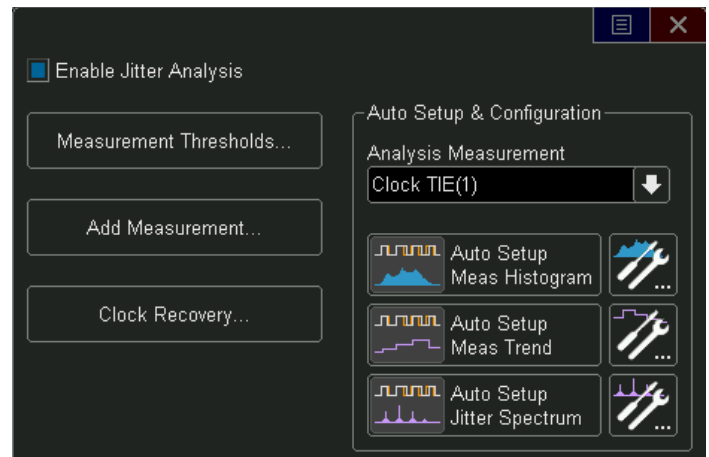 Enable Jitter Analysis
Measurement Thresholds...
Add Measurement...
Clock Recovery...
Auto Setup & Configuration
Analysis Measurement
Clock TIE(1)
Auto Setup
Meas Histogram
...
Auto Setup
Meas Trend
...
Auto Setup
Jitter Spectrum
...